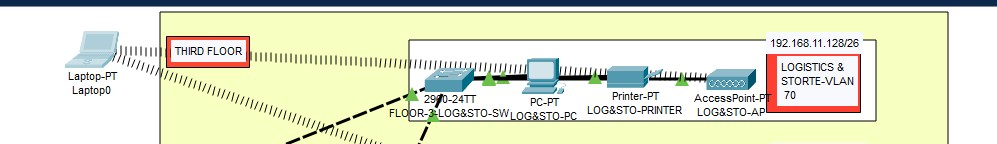 192.168.11.128/26
THIRD FLOOR
LOGISTICS &
STORTE-VLAN
70
Laptop-PT
Laptop0
2960-24TT
FLOOR-3-LOG&STO-SW
PC-PT
LOG&STO-PC
Printer-PT
LOG&STO-PRINTER
AccessPoint-PT
LOG&STO-AP